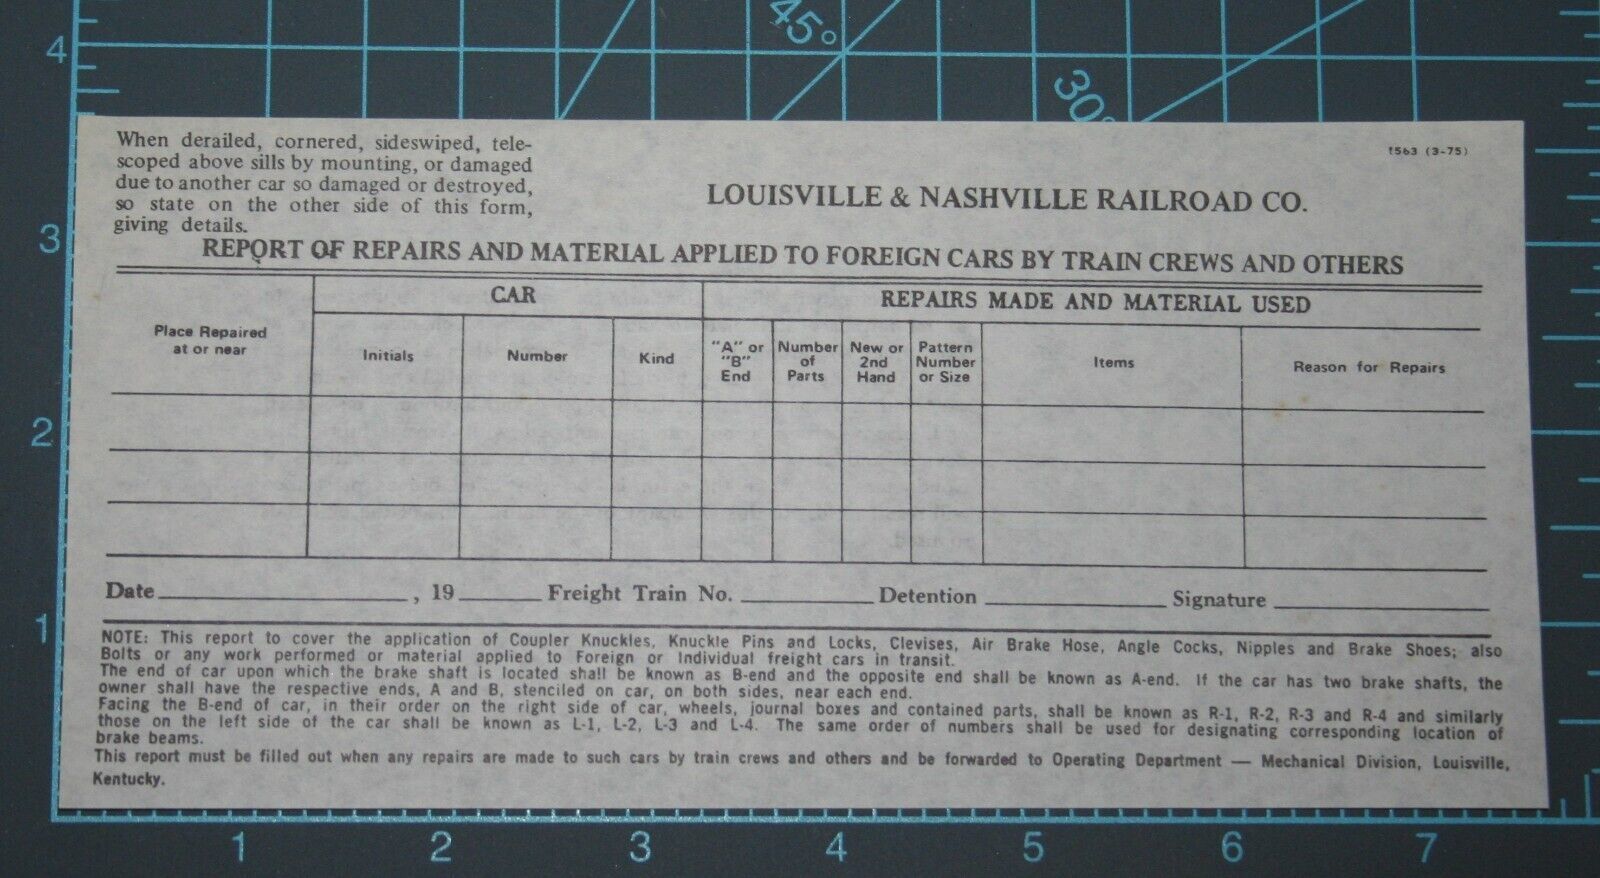 45°
30°
4
3
2
1
When derailed, cornered, sideswiped, tele-
scoped above sills by mounting, or damaged
due to another car so damaged or destroyed,
so state on the other side of this form,
giving details.
1563 (3-75)
LOUISVILLE & NASHVILLE RAILROAD CO.
REPORT OF REPAIRS AND MATERIAL APPLIED TO FOREIGN CARS BY TRAIN CREWS AND OTHERS
CAR
REPAIRS MADE AND MATERIAL USED
Place Repaired
at or near
Initials
Number
Kind
"A" or
"B"
End
Number
of
Parts
New or
2nd
Hand
Pattern
Number
or Size
Items
Reason for Repairs
Date , 19 Freight Train No. Detention Signature
NOTE: This report to cover the application of Coupler Knuckles, Knuckle Pins and Locks, Clevises, Air Brake Hose, Angle Cocks, Nipples and Brake Shoes; also
Bolts or any work performed or material applied to Foreign or Individual freight cars in transit.
The end of car upon which the brake shaft is located shall be known as B-end and the opposite end shall be known as A-end. If the car has two brake shafts, the
owner shall have the respective ends, A and B, stenciled on car, on both sides, near each end.
Facing the B-end of car, in their order on the right side of car, wheels, journal boxes and contained parts, shall be known as R-1, R-2, R-3 and R-4 and similarly
those on the left side of the car shall be known as L-1, L-2, L-3 and L-4. The same order of numbers shall be used for designating corresponding location of
brake beams.
This report must be filled out when any repairs are made to such cars by train crews and others and be forwarded to Operating Department — Mechanical Division, Louisville,
Kentucky.
1 2 3 4 5 6 7